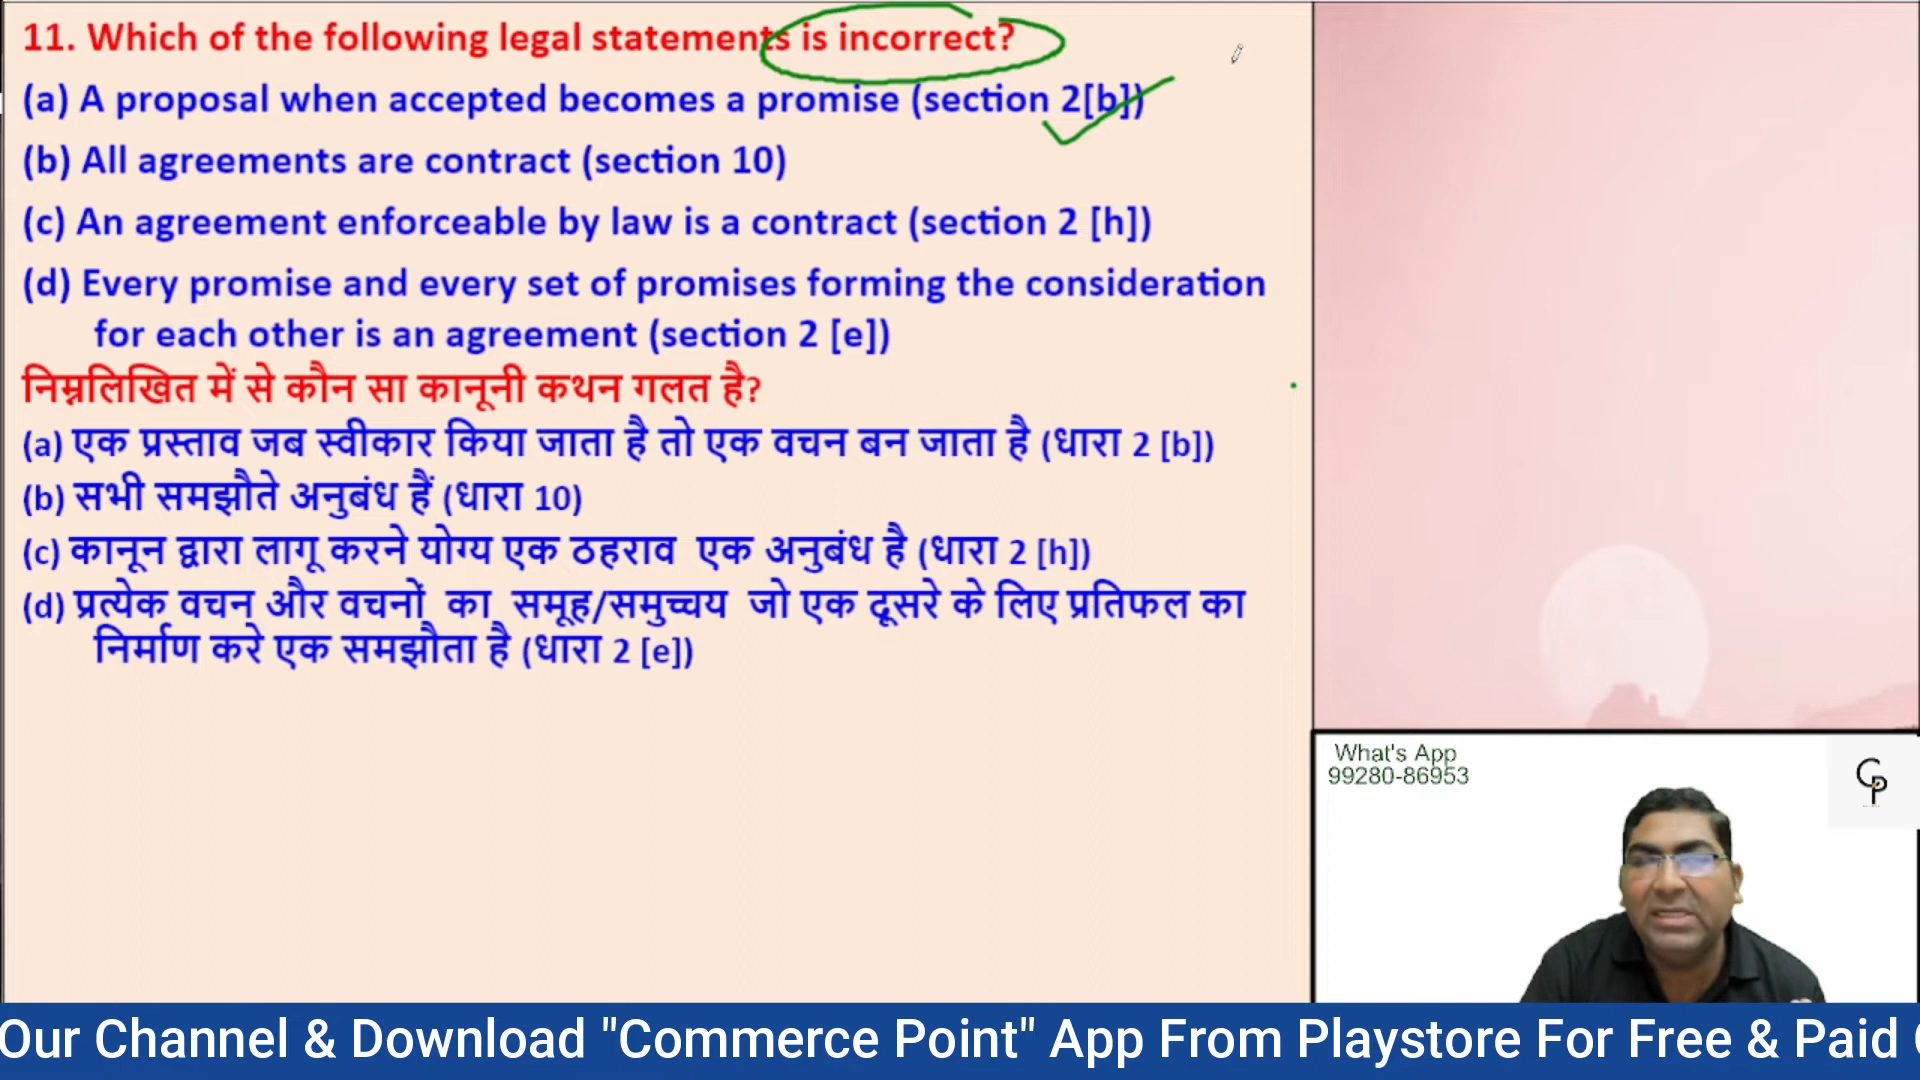 11. Which of the following legal statements is incorrect?
(a) A proposal when accepted becomes a promise (section 2[b])
(b) All agreements are contract (section 10)
(c) An agreement enforceable by law is a contract (section 2 [h])
(d) Every promise and every set of promises forming the consideration
for each other is an agreement (section 2 [e])
निम्नलिखित में से कौन सा कानूनी कथन गलत है?
(a) एक प्रस्ताव जब स्वीकार किया जाता है तो एक वचन बन जाता है (धारा 2 [b])
(b) सभी समझौते अनुबंध हैं (धारा 10)
(c) कानून द्वारा लागू करने योग्य एक ठहराव एक अनुबंध है (धारा 2 [h])
(d) प्रत्येक वचन और वचनों का समूह/समुच्चय जो एक दूसरे के लिए प्रतिफल का
निर्माण करे एक समझौता है (धारा 2 [e])
What's App
99280-86953
CP
Our Channel & Download "Commerce Point" App From Playstore For Free & Paid